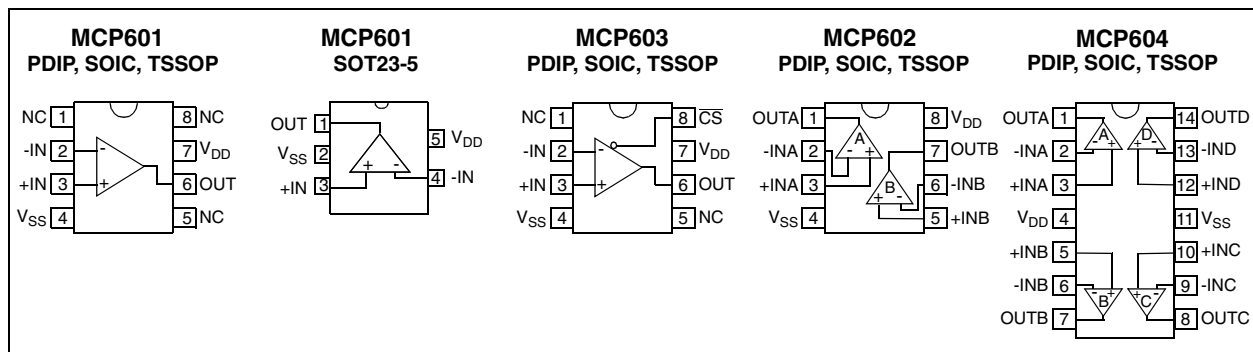 MCP601
PDIP, SOIC, TSSOP
NC 1
8 NC
-IN 2
-
7 VDD
+IN 3
+
6 OUT
VSS 4
5 NC
MCP601
SOT23-5
OUT 1
5 VDD
VSS 2
+ -
+IN 3
4 -IN
MCP603
PDIP, SOIC, TSSOP
NC 1
8 CS
-IN 2
-
7 VDD
+IN 3
+
6 OUT
VSS 4
5 NC
MCP602
PDIP, SOIC, TSSOP
OUTA 1
8 VDD
A
- +
-INA 2
7 OUTB
+INA 3
B
+ -
6 -INB
VSS 4
5 +INB
MCP604
PDIP, SOIC, TSSOP
OUTA 1
14 OUTD
A
D
-INA 2
- +
+ -
13 -IND
+INA 3
12 +IND
VDD 4
11 VSS
+INB 5
10 +INC
-INB 6
- +
+ -
9 -INC
B
C
OUTB 7
8 OUTC